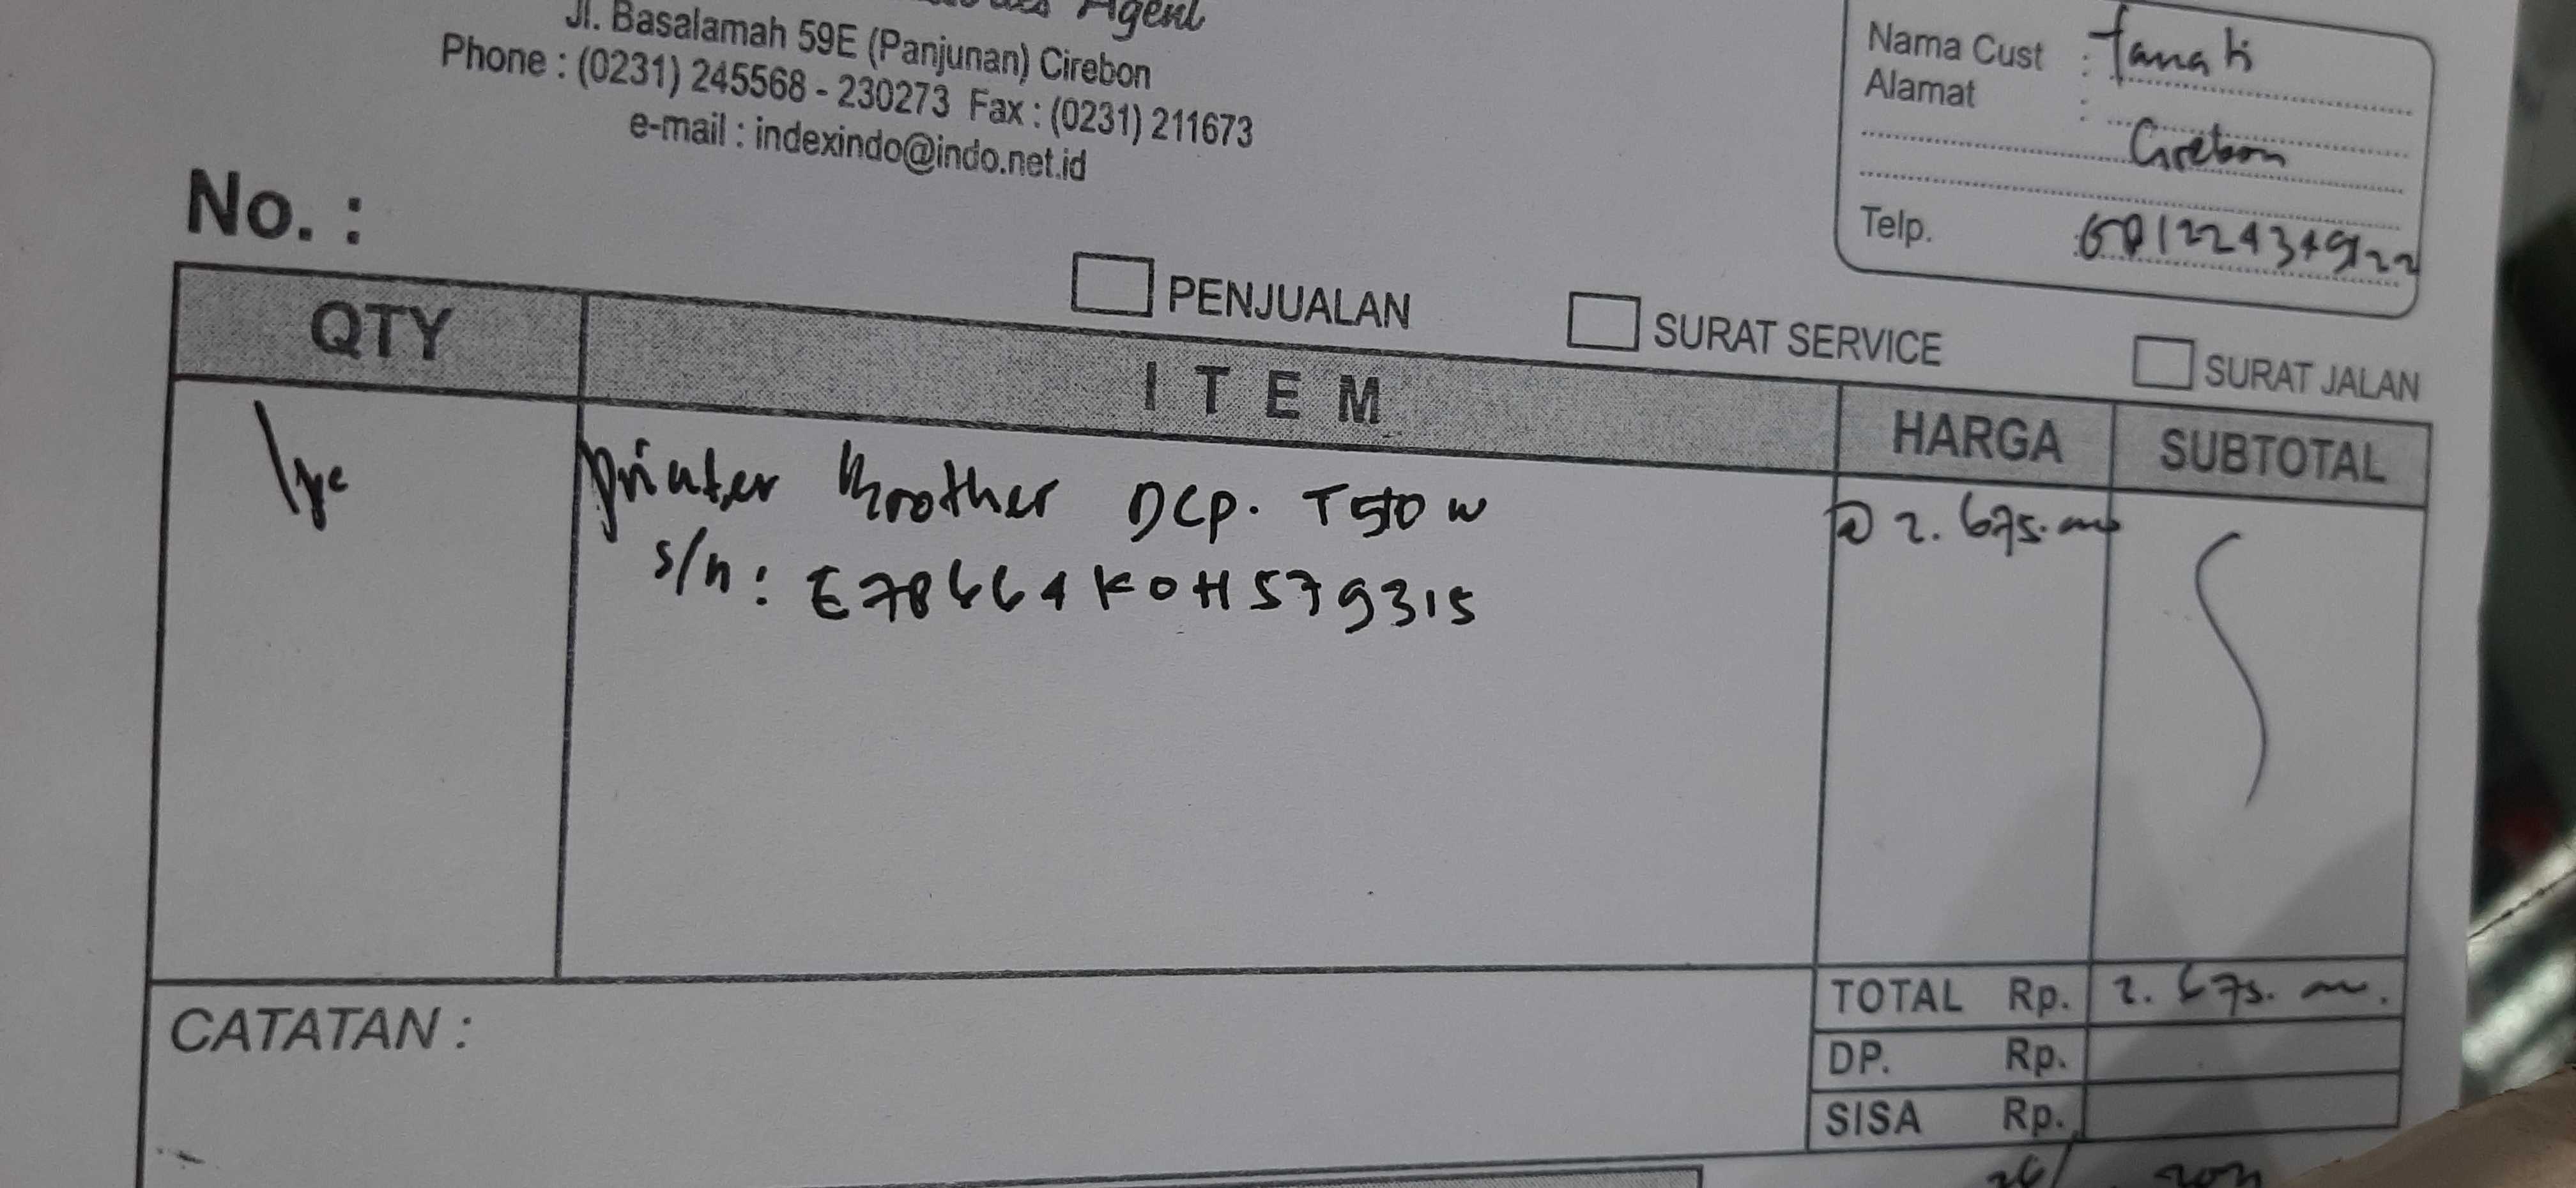 Agent
Jl. Basalamah 59E (Panjunan) Cirebon
Phone : (0231) 245568 - 230273 Fax : (0231) 211673
e-mail : indexindo@indo.net.id
Nama Cust :
Alamat :
Cirebon
Telp.
No. :
PENJUALAN
SURAT SERVICE
SURAT JALAN
QTY
ITEM
HARGA
SUBTOTAL
1pc
printer Brother DCP. T510w
@ 2.675.000
s/n : E78664K0H579315
CATATAN :
TOTAL Rp. 2.675.000.
DP. Rp.
SISA Rp.